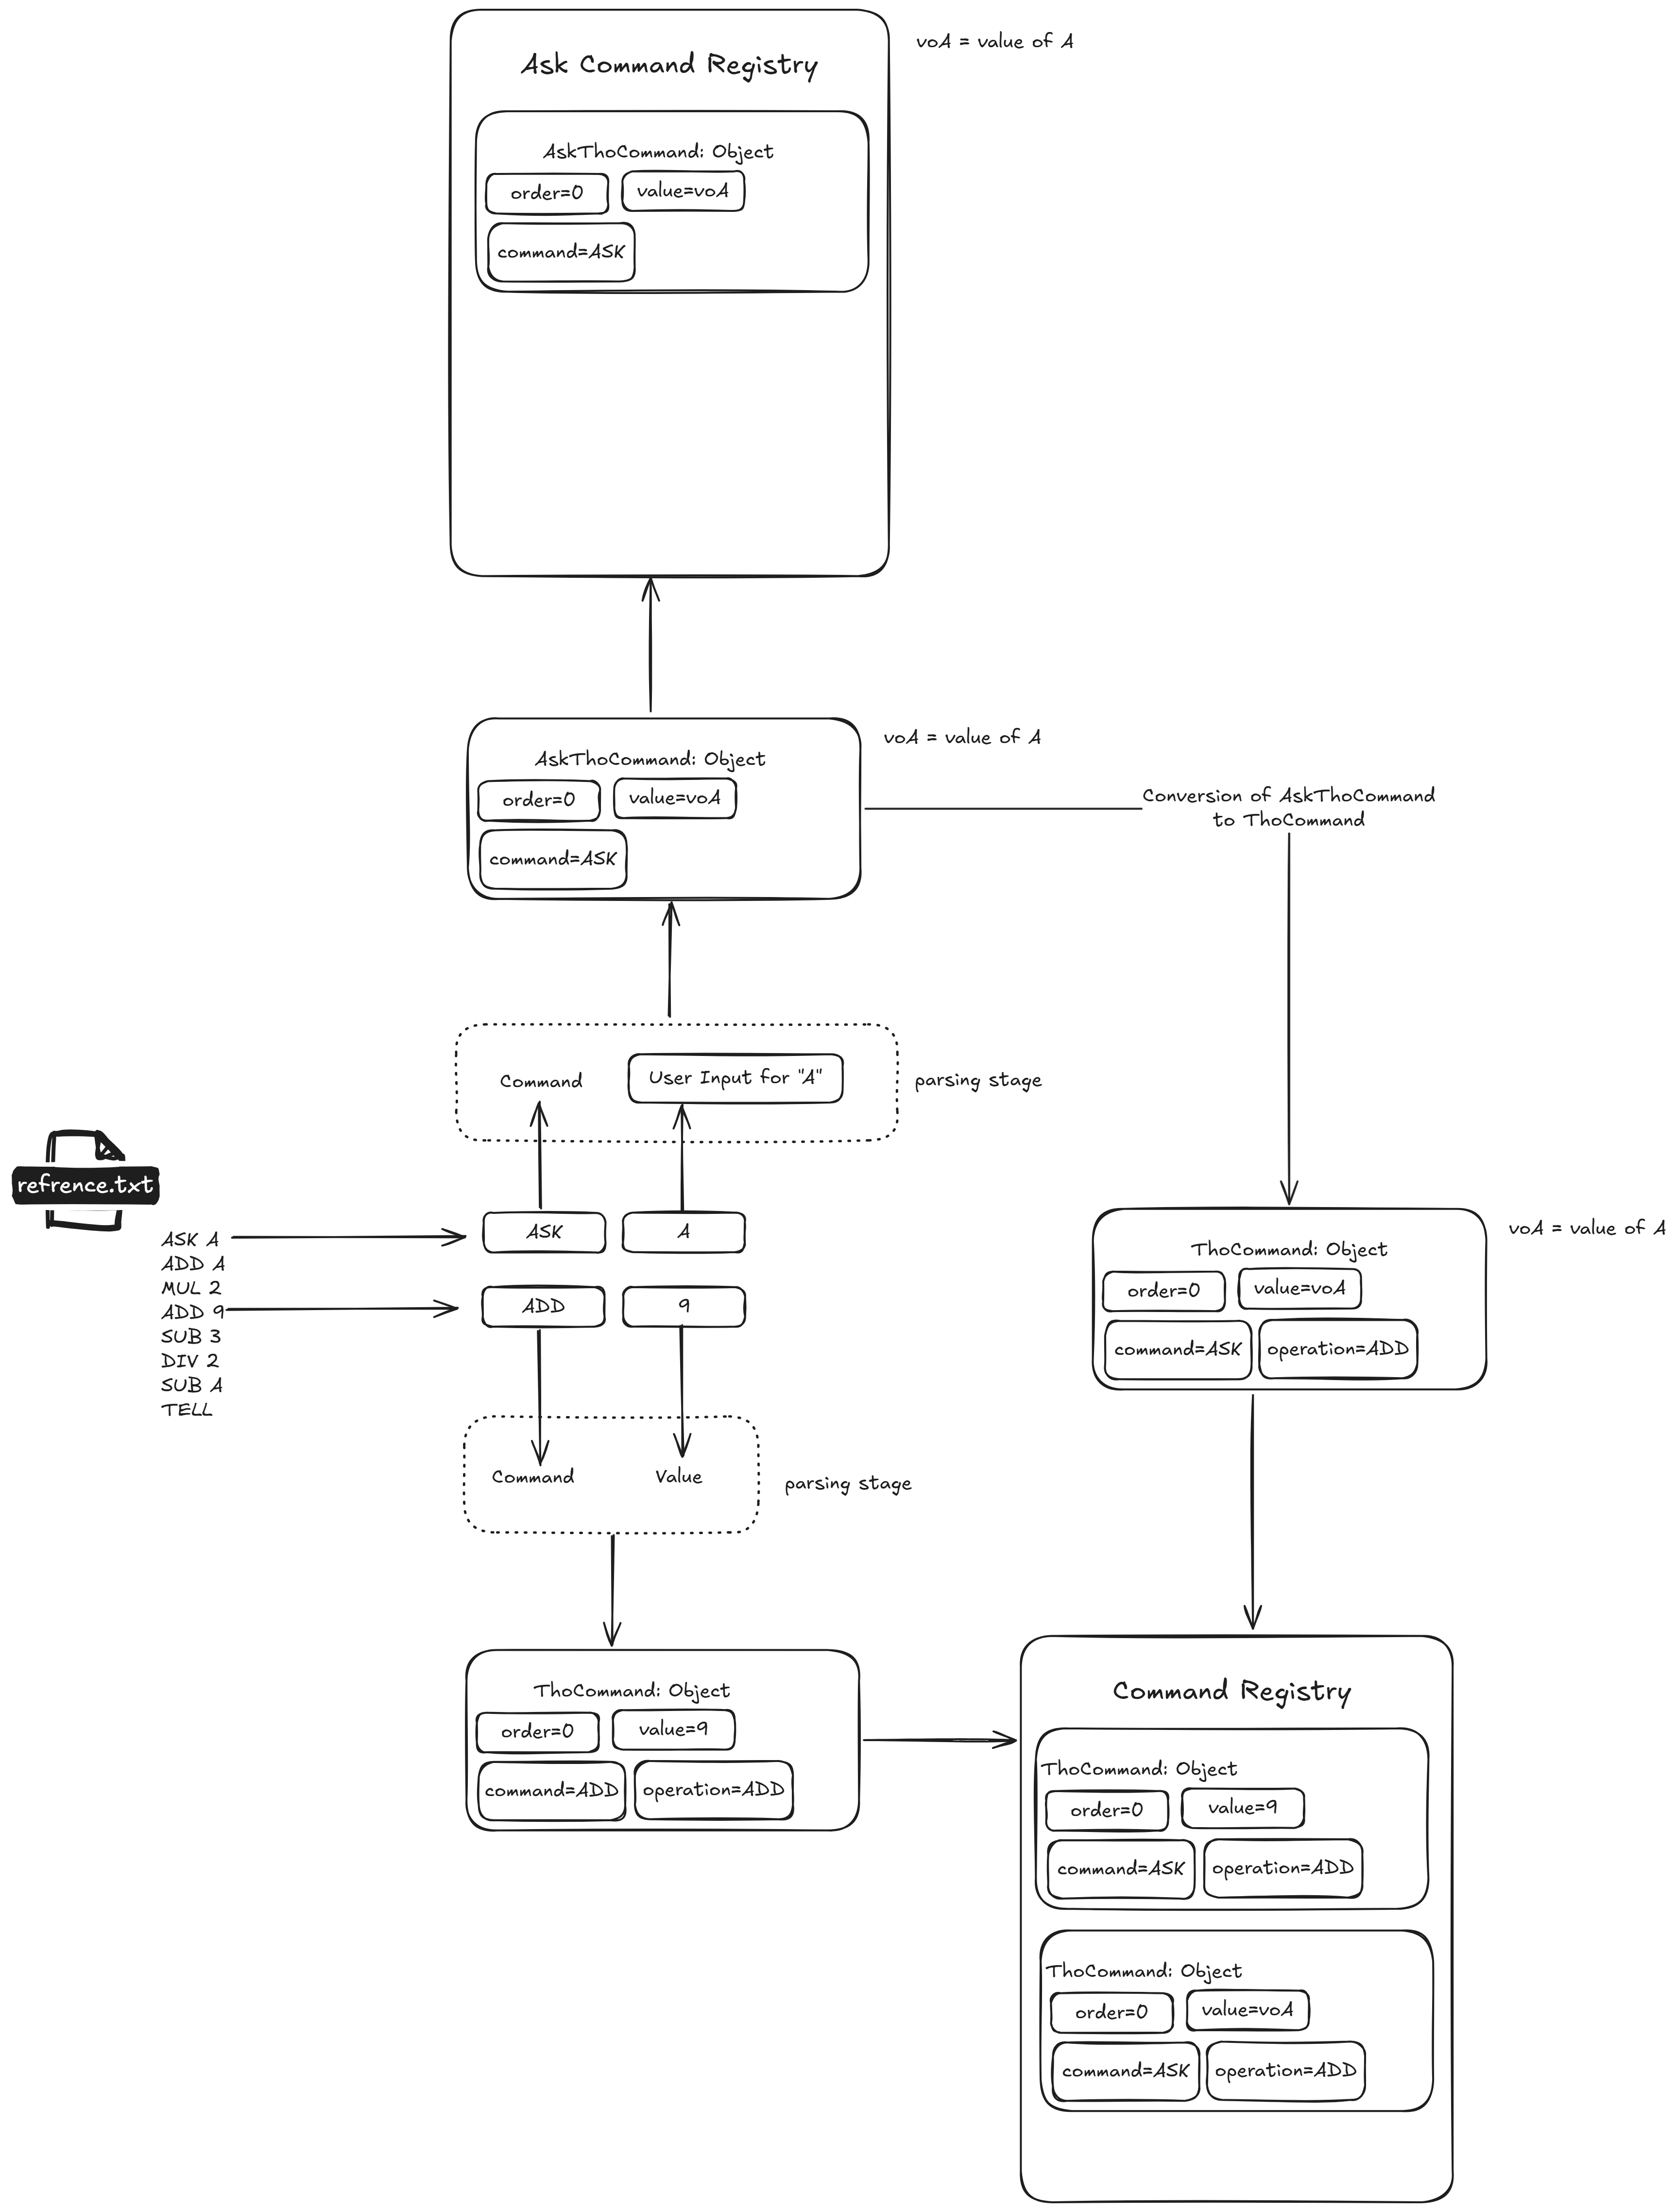 Ask Command Registry
voA = value of A
AskThoCommand: Object
order=0
value=voA
command=ASK
AskThoCommand: Object
order=0
value=voA
command=ASK
voA = value of A
Conversion of AskThoCommand
to ThoCommand
Command
User Input for "A"
parsing stage
refrence.txt
ASK A
ADD A
MUL 2
ADD 9
SUB 3
DIV 2
SUB A
TELL
ASK
A
ADD
9
Command
Value
parsing stage
ThoCommand: Object
order=0
value=voA
command=ASK
operation=ADD
voA = value of A
ThoCommand: Object
order=0
value=9
command=ADD
operation=ADD
Command Registry
ThoCommand: Object
order=0
value=9
command=ASK
operation=ADD
ThoCommand: Object
order=0
value=voA
command=ASK
operation=ADD